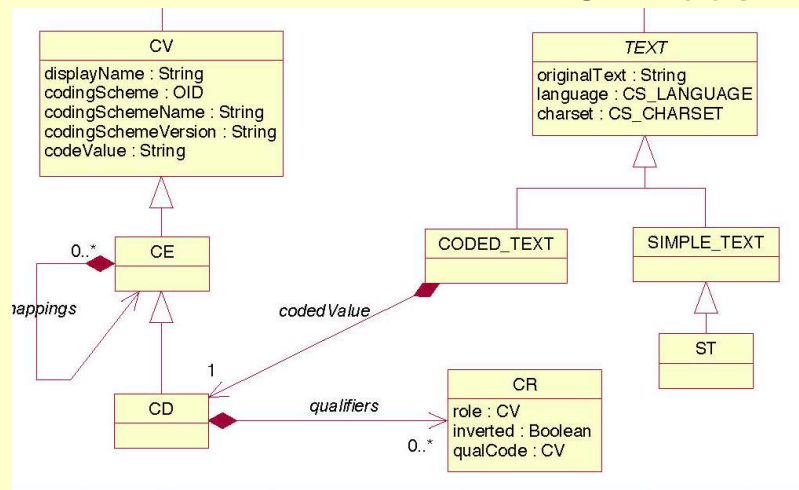 CV
displayName : String
codingScheme : OID
codingSchemeName : String
codingSchemeVersion : String
codeValue : String
TEXT
originalText : String
language : CS_LANGUAGE
charset : CS_CHARSET
0..*
CE
CODED_TEXT
SIMPLE_TEXT
nappings
codedValue
ST
1
CD
qualifiers
0..*
CR
role : CV
inverted : Boolean
qualCode : CV